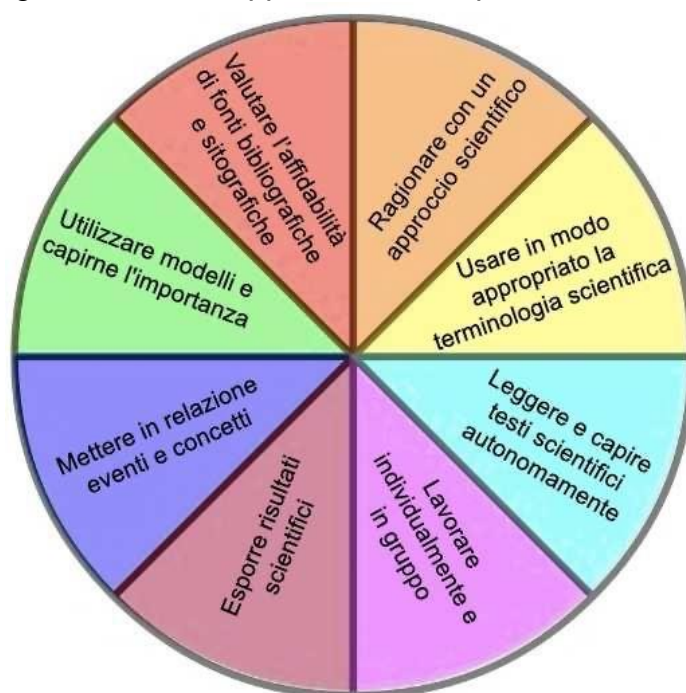 Valutare l'affidabilità
di fonti bibliografiche
e sitografiche
Ragionare con un
approccio scientifico
Usare in modo
appropriato la
terminologia scientifica
Leggere e capire
testi scientifici
autonomamente
Lavorare
individualmente e
in gruppo
Esporre risultati
scientifici
Mettere in relazione
eventi e concetti
Utilizzare modelli e
capirne l'importanza